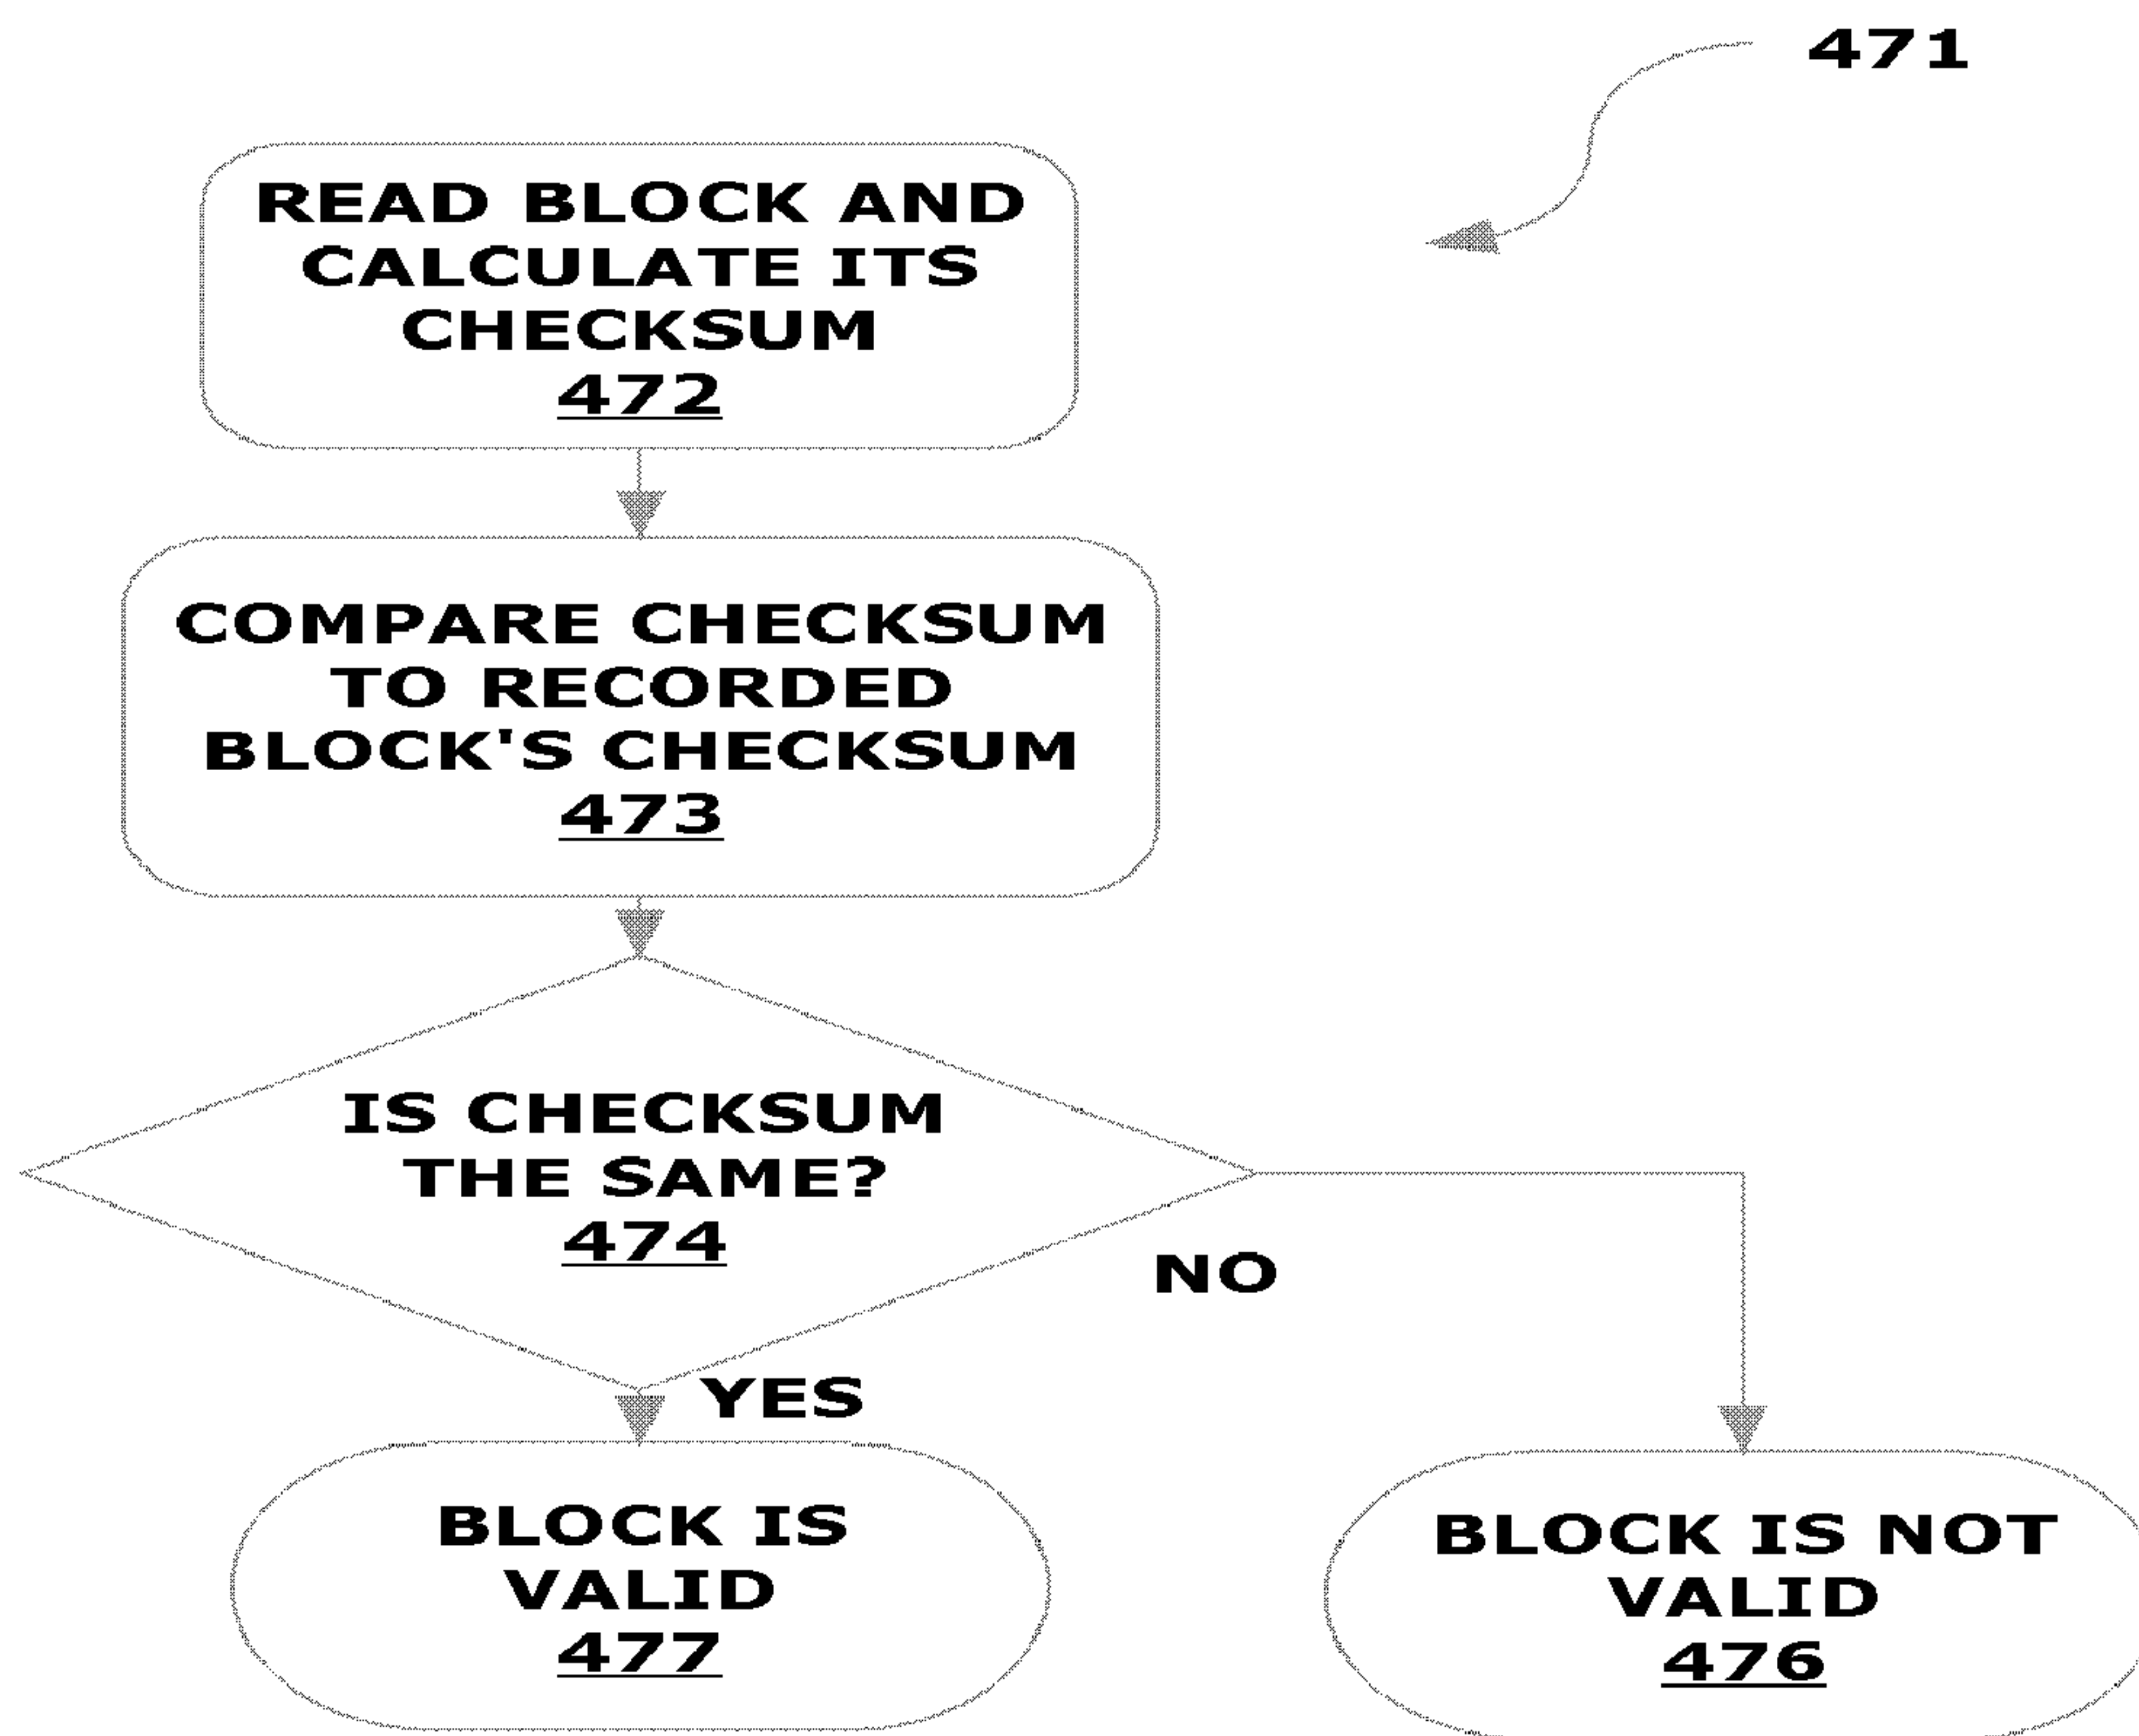 471
READ BLOCK AND
CALCULATE ITS
CHECKSUM
472
COMPARE CHECKSUM
TO RECORDED
BLOCK'S CHECKSUM
473
IS CHECKSUM
THE SAME?
474
NO
YES
BLOCK IS
VALID
477
BLOCK IS NOT
VALID
476